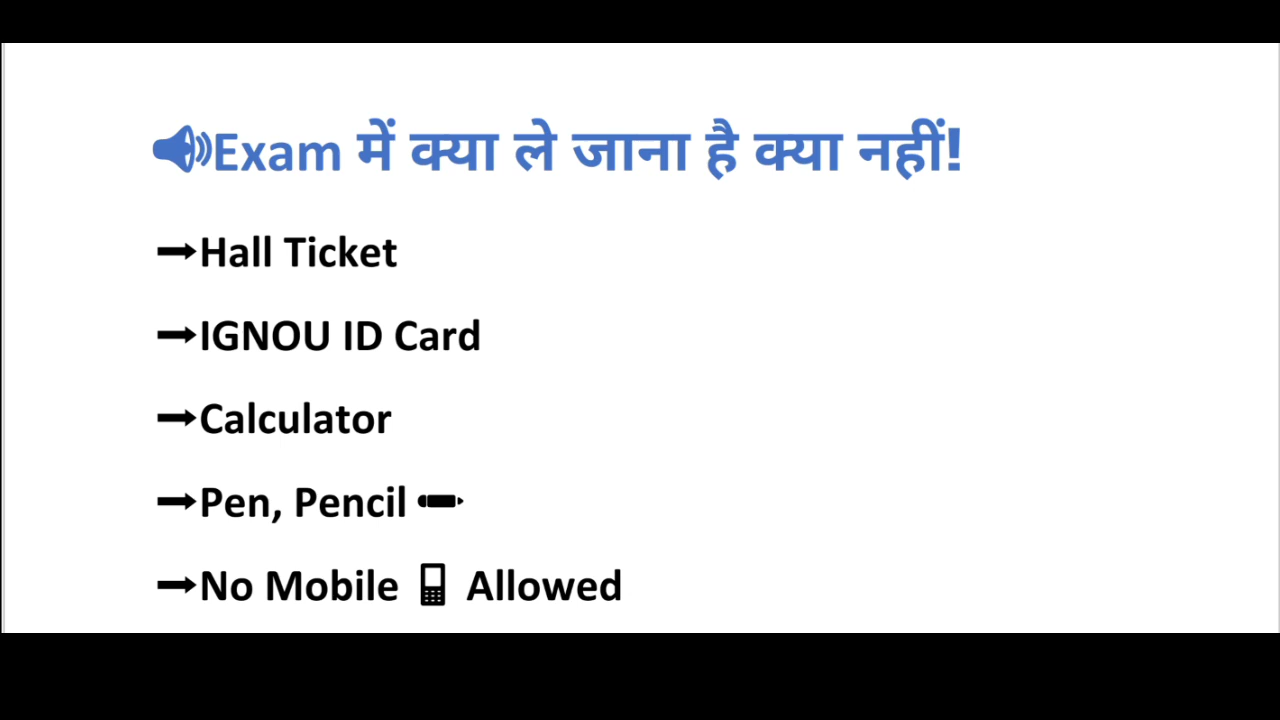 Exam में क्या ले जाना है क्या नहीं!
Hall Ticket
IGNOU ID Card
Calculator
Pen, Pencil
No Mobile Allowed